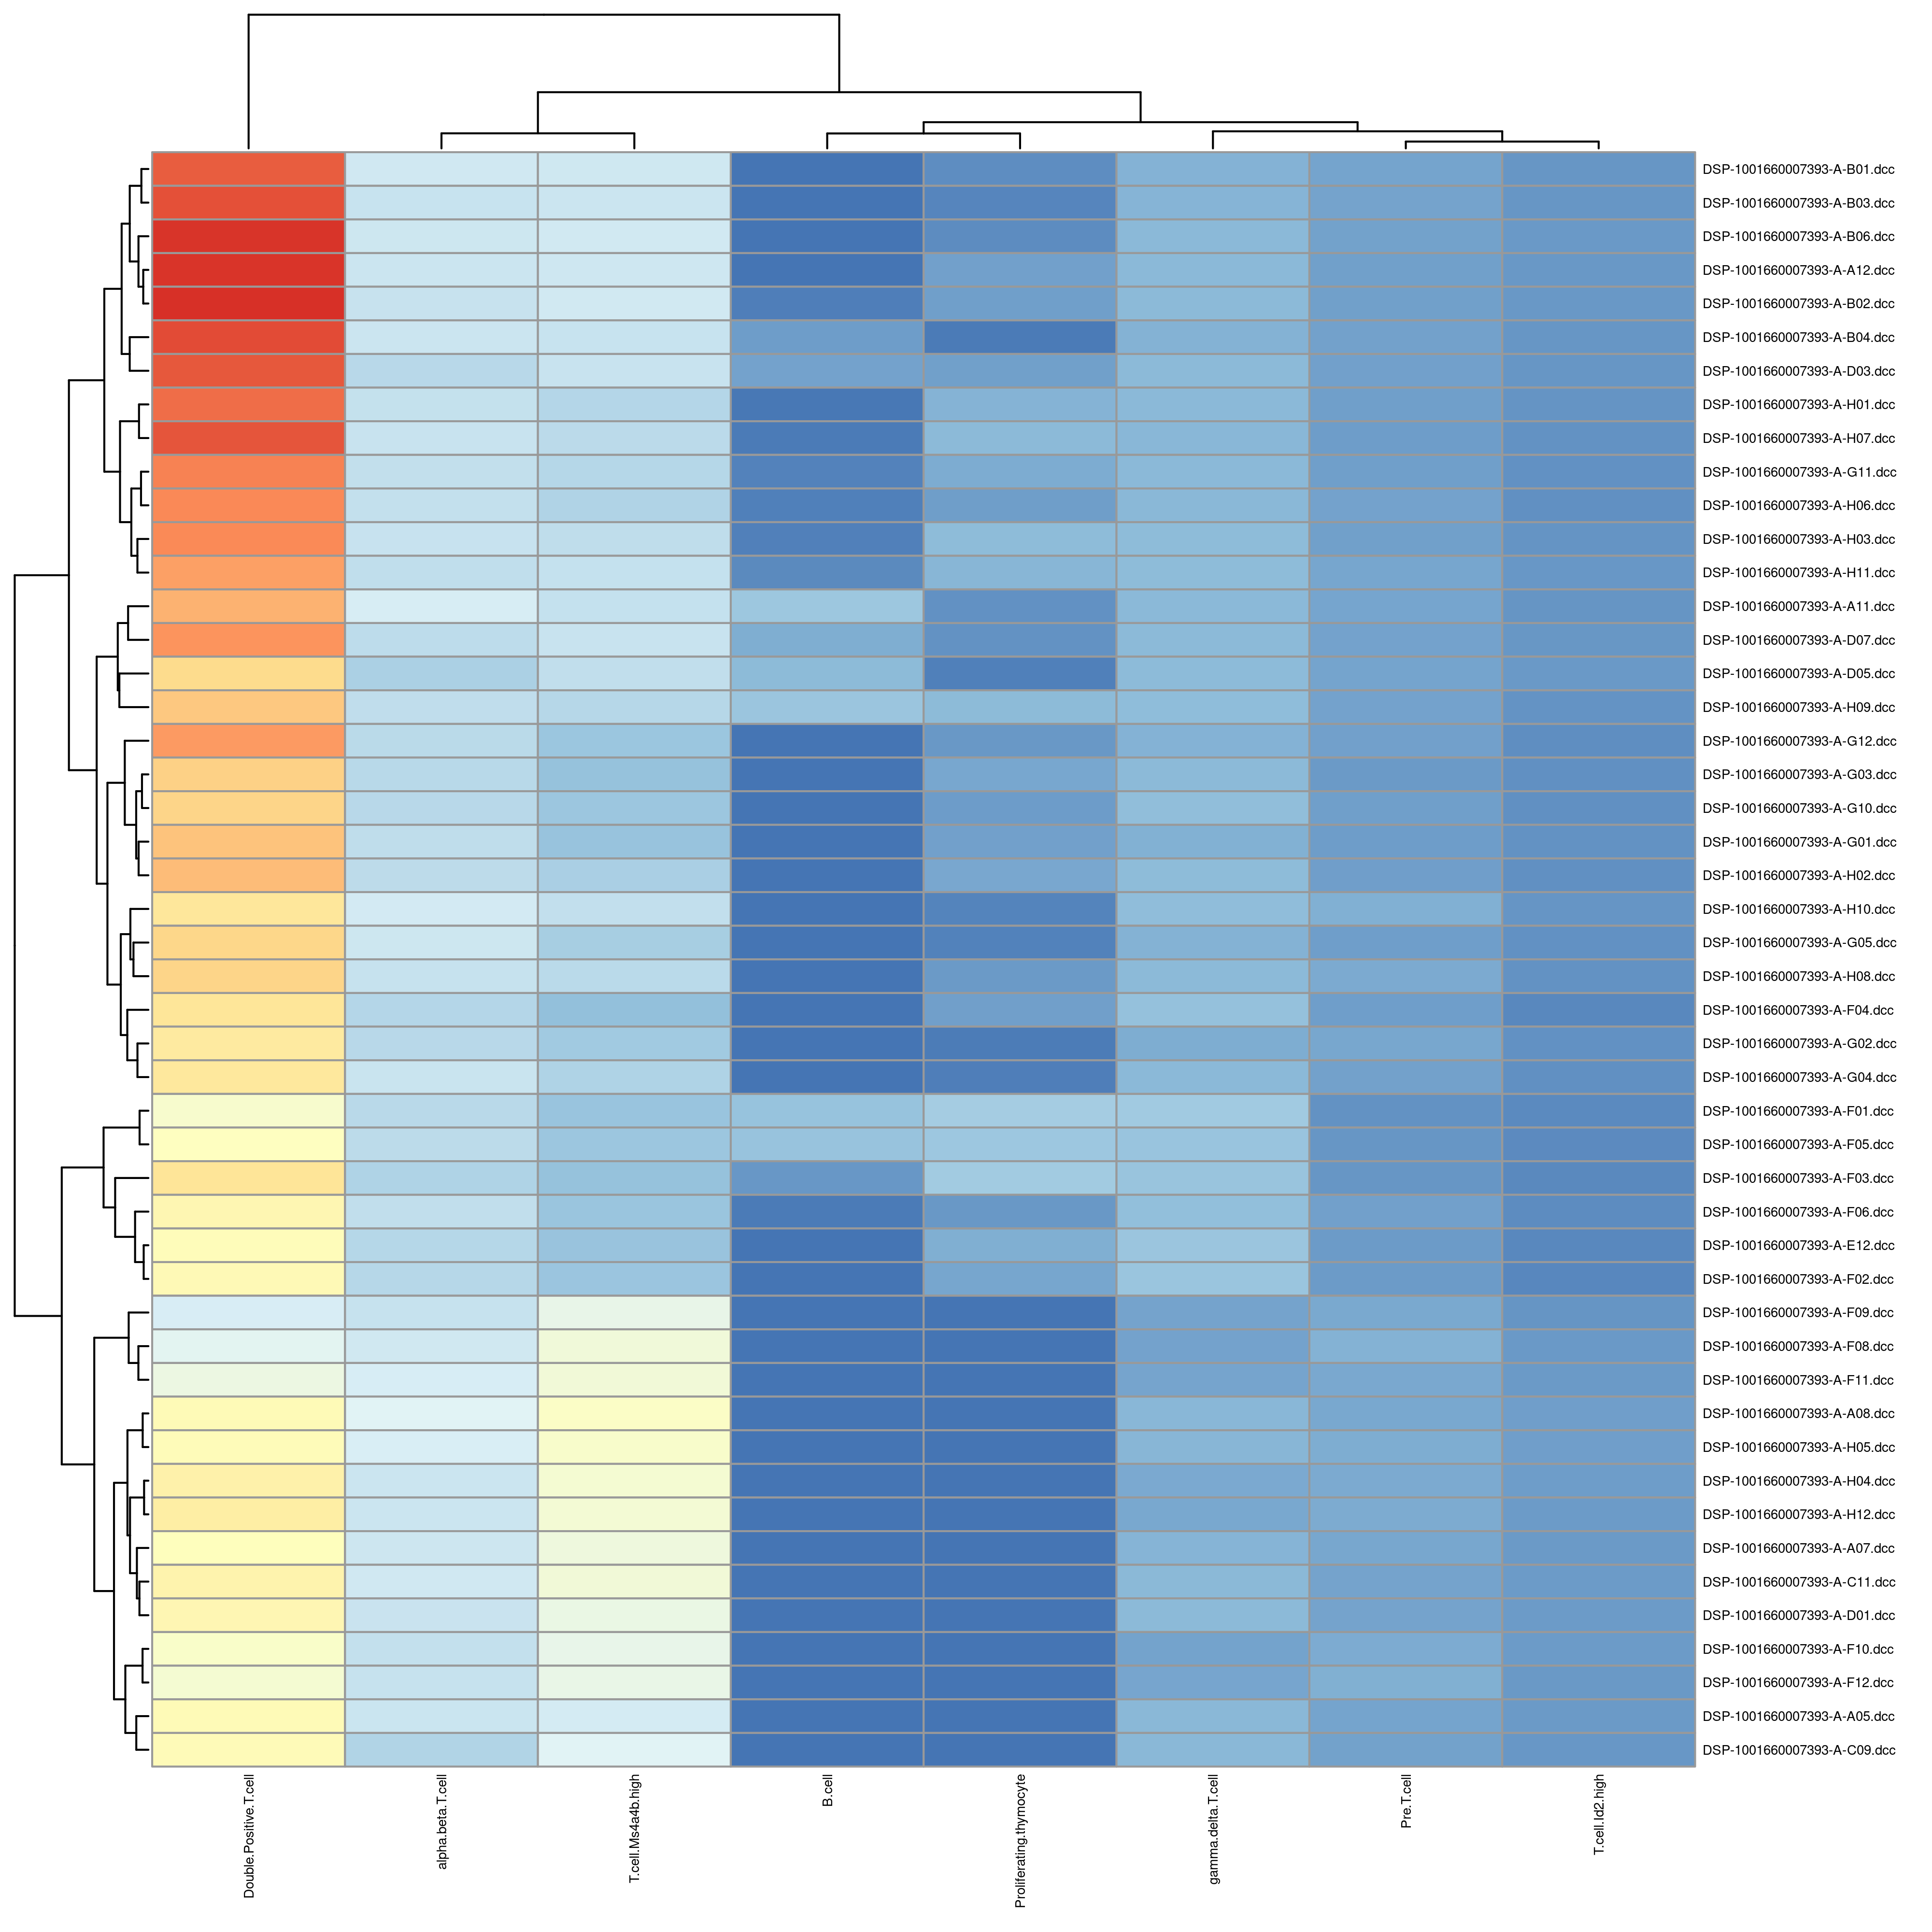 DSP-1001660007393-A-B01.dcc
DSP-1001660007393-A-B03.dcc
DSP-1001660007393-A-B06.dcc
DSP-1001660007393-A-A12.dcc
DSP-1001660007393-A-B02.dcc
DSP-1001660007393-A-B04.dcc
DSP-1001660007393-A-D03.dcc
DSP-1001660007393-A-H01.dcc
DSP-1001660007393-A-H07.dcc
DSP-1001660007393-A-G11.dcc
DSP-1001660007393-A-H06.dcc
DSP-1001660007393-A-H03.dcc
DSP-1001660007393-A-H11.dcc
DSP-1001660007393-A-A11.dcc
DSP-1001660007393-A-D07.dcc
DSP-1001660007393-A-D05.dcc
DSP-1001660007393-A-H09.dcc
DSP-1001660007393-A-G12.dcc
DSP-1001660007393-A-G03.dcc
DSP-1001660007393-A-G10.dcc
DSP-1001660007393-A-G01.dcc
DSP-1001660007393-A-H02.dcc
DSP-1001660007393-A-H10.dcc
DSP-1001660007393-A-G05.dcc
DSP-1001660007393-A-H08.dcc
DSP-1001660007393-A-F04.dcc
DSP-1001660007393-A-G02.dcc
DSP-1001660007393-A-G04.dcc
DSP-1001660007393-A-F01.dcc
DSP-1001660007393-A-F05.dcc
DSP-1001660007393-A-F03.dcc
DSP-1001660007393-A-F06.dcc
DSP-1001660007393-A-E12.dcc
DSP-1001660007393-A-F02.dcc
DSP-1001660007393-A-F09.dcc
DSP-1001660007393-A-F08.dcc
DSP-1001660007393-A-F11.dcc
DSP-1001660007393-A-A08.dcc
DSP-1001660007393-A-H05.dcc
DSP-1001660007393-A-H04.dcc
DSP-1001660007393-A-H12.dcc
DSP-1001660007393-A-A07.dcc
DSP-1001660007393-A-C11.dcc
DSP-1001660007393-A-D01.dcc
DSP-1001660007393-A-F10.dcc
DSP-1001660007393-A-F12.dcc
DSP-1001660007393-A-A05.dcc
DSP-1001660007393-A-C09.dcc
Double.Positive.T.cell
alpha.beta.T.cell
T.cell.Ms4a4b.high
B.cell
Proliferating.thymocyte
gamma.delta.T.cell
Pre.T.cell
T.cell.Id2.high